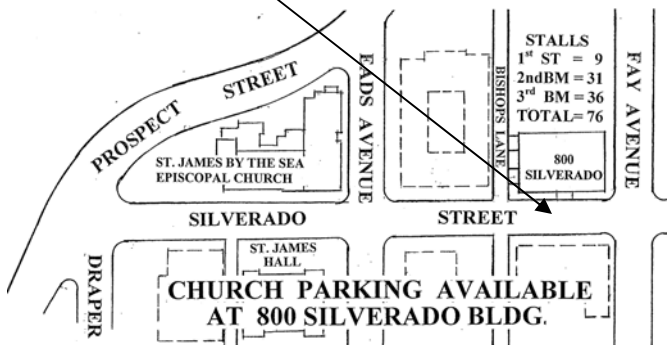 PROSPECT STREET
EADS AVENUE
BISHOPS LANE
STALLS
1st ST = 9
2ndBM = 31
3rd BM = 36
TOTAL= 76
FAY AVENUE
ST. JAMES BY THE SEA
EPISCOPAL CHURCH
800
SILVERADO
SILVERADO STREET
ST. JAMES
HALL
DRAPER
CHURCH PARKING AVAILABLE
AT 800 SILVERADO BLDG.